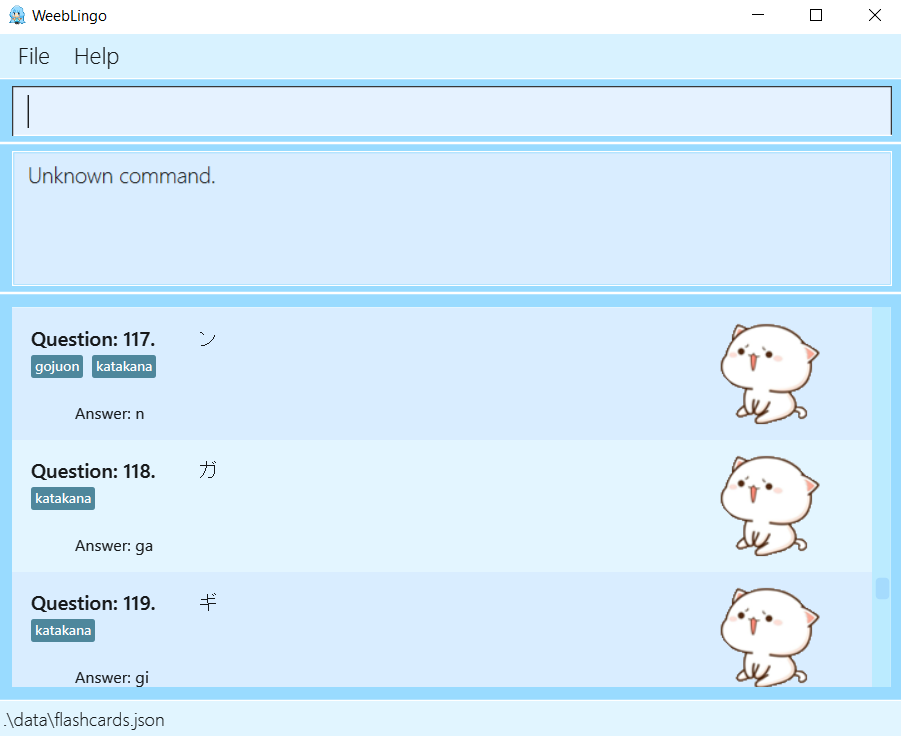 WeebLingo
File Help
Unknown command.
Question: 117. ン
gojuon katakana
Answer: n
Question: 118. ガ
katakana
Answer: ga
Question: 119. ギ
katakana
Answer: gi
.\data\flashcards.json